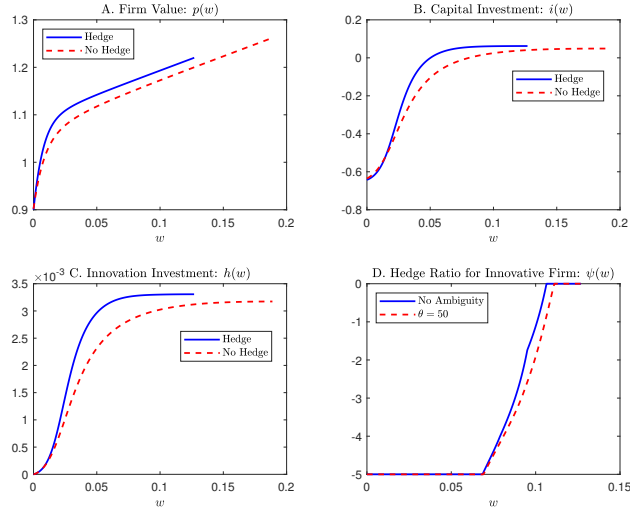 A. Firm Value: p(w)
1.3
1.2
1.1
1
0.9
0
0.05
0.1
0.15
0.2
w
Hedge
No Hedge
B. Capital Investment: i(w)
0.2
0
-0.2
-0.4
-0.6
-0.8
0
0.05
0.1
0.15
0.2
w
Hedge
No Hedge
×10⁻³ C. Innovation Investment: h(w)
3.5
3
2.5
2
1.5
1
0.5
0
0
0.05
0.1
0.15
0.2
w
Hedge
No Hedge
D. Hedge Ratio for Innovative Firm: ψ(w)
0
-1
-2
-3
-4
-5
0
0.05
0.1
0.15
w
No Ambiguity
θ = 50